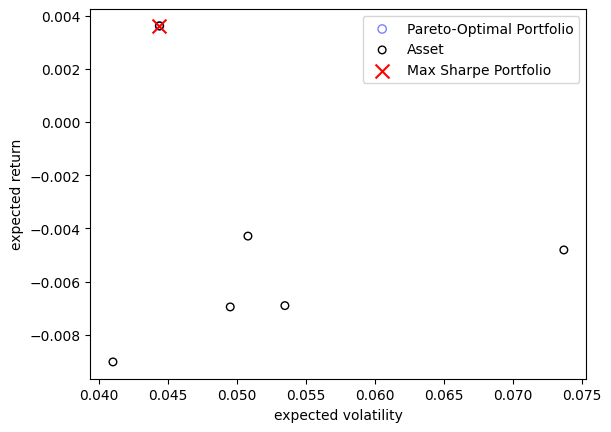 0.004
0.002
0.000
−0.002
−0.004
−0.006
−0.008
expected return
Pareto-Optimal Portfolio
Asset
Max Sharpe Portfolio
0.040 0.045 0.050 0.055 0.060 0.065 0.070 0.075
expected volatility